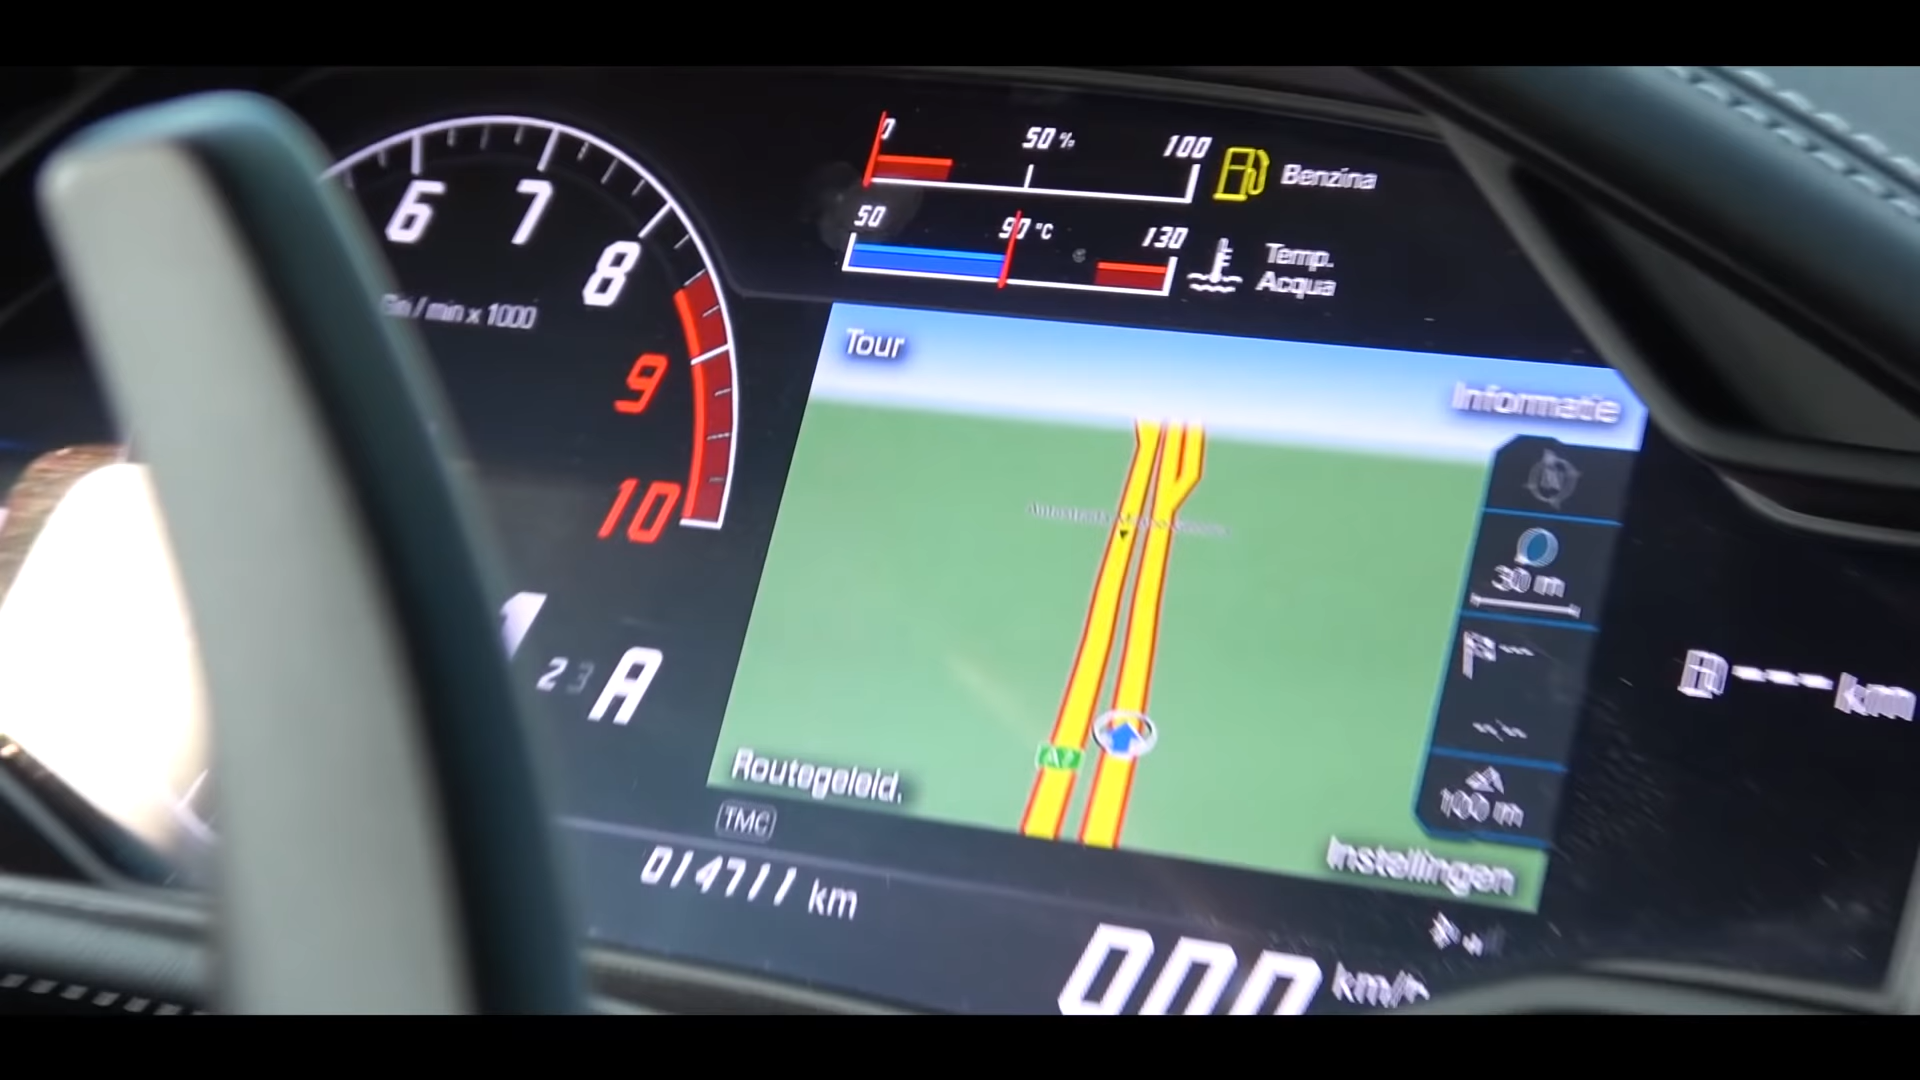 0 50 % 100
Benzina
50 90 °C 130
Temp.
Acqua
6 7 8 9 10
/ min x 1000
Tour
Informatie
30 m
100 m
--- km
1 2 3 A
Routegeleid.
Instellingen
TMC
014711 km
000 km/h